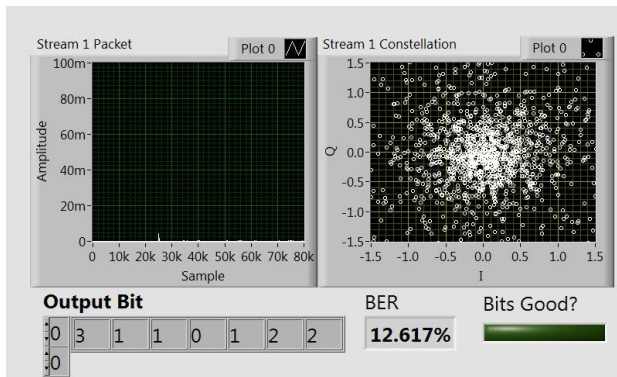 Stream 1 Packet
Plot 0
Stream 1 Constellation
Plot 0
100m
80m
60m
40m
20m
0
Amplitude
0 10k 20k 30k 40k 50k 60k 70k 80k
Sample
1.5
1.0
0.5
0.0
-0.5
-1.0
-1.5
Q
-1.5 -1.0 -0.5 0.0 0.5 1.0 1.5
I
Output Bit
0 3 1 1 0 1 2 2
0
BER
12.617%
Bits Good?